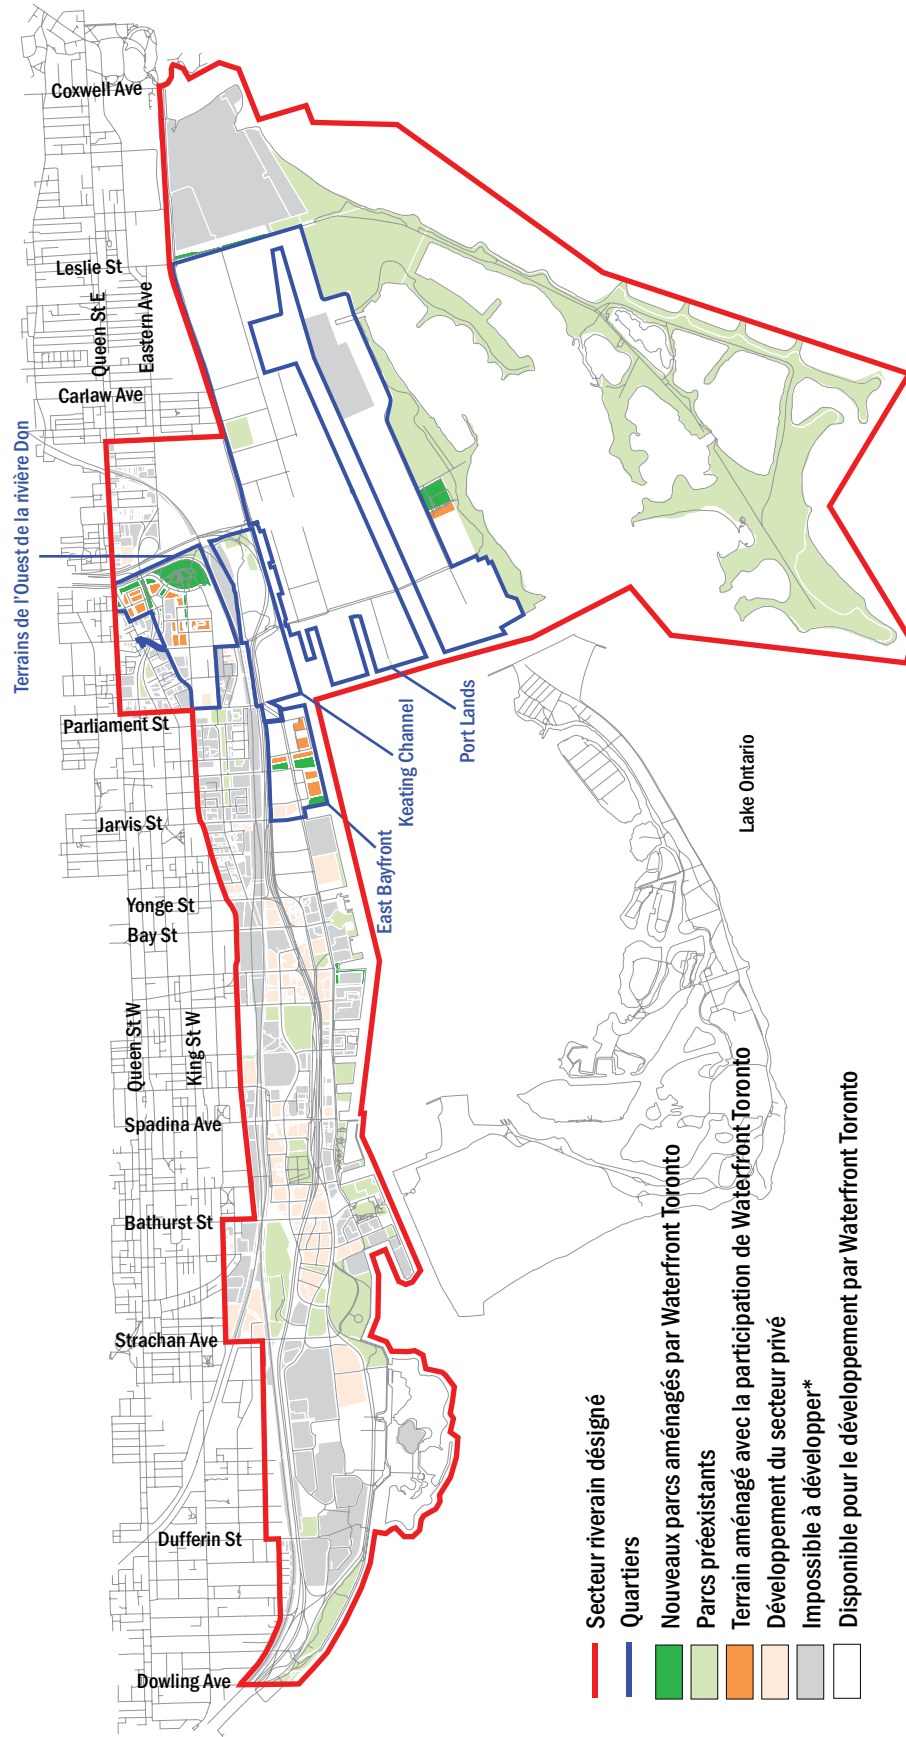 Coxwell Ave
Leslie St
Queen St E
Eastern Ave
Carlaw Ave
Terrains de l'Ouest de la rivière Don
Parliament St
Port Lands
Keating Channel
East Bayfront
Jarvis St
Yonge St
Bay St
Queen St W
King St W
Spadina Ave
Bathurst St
Strachan Ave
Dufferin St
Dowling Ave
Lake Ontario
Secteur riverain désigné
Quartiers
Nouveaux parcs aménagés par Waterfront Toronto
Parcs préexistants
Terrain aménagé avec la participation de Waterfront Toronto
Développement du secteur privé
Impossible à développer*
Disponible pour le développement par Waterfront Toronto